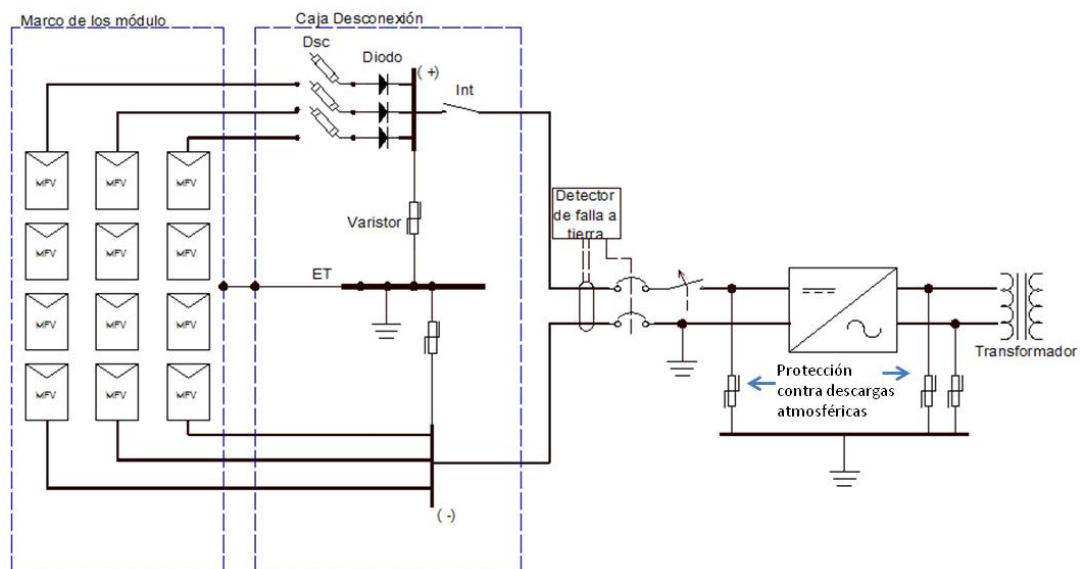 Marco de los módulo
Caja Desconexión
Dsc
Diodo
(+)
Int
MFV
MFV
MFV
MFV
MFV
MFV
MFV
MFV
MFV
MFV
MFV
MFV
Varistor
ET
Detector
de falla a
tierra
Transformador
Protección
contra descargas
atmosféricas
(-)